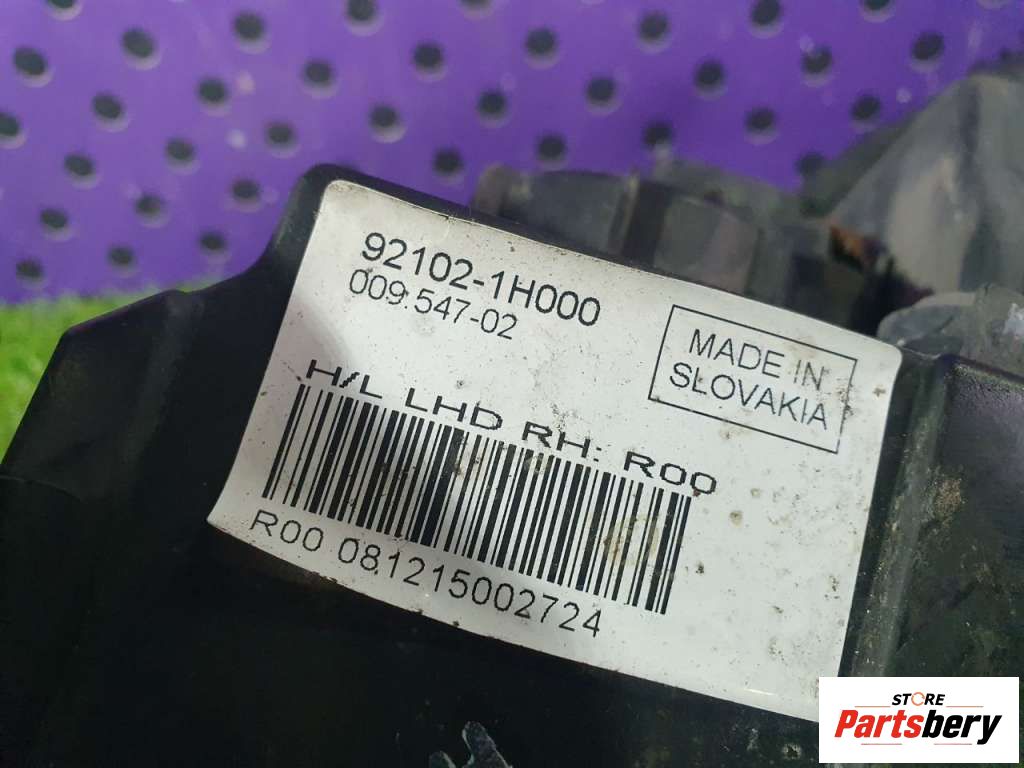 92102-1H000
009.547-02
MADE IN
SLOVAKIA
H/L LHD RH: R00
R00 081215002724
STORE
Partsbery